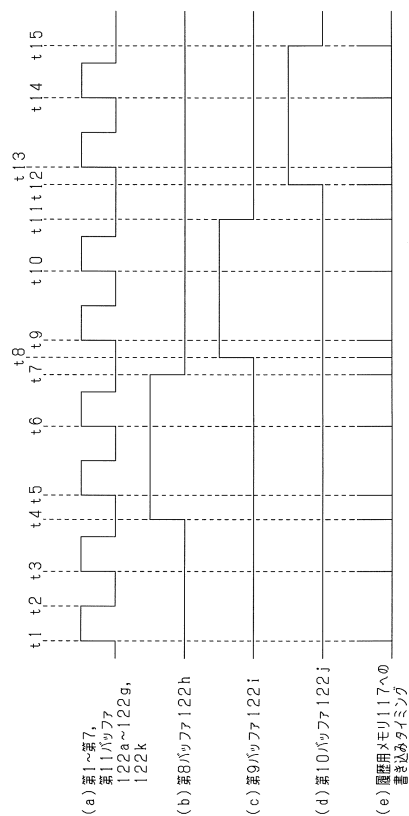 t1 t2 t3 t4 t5 t6 t7 t8 t9 t10 t11 t12 t13 t14 t15
(a) 第1～第7,
第11バッファ
122a～122g,
122k
(b) 第8バッファ122h
(c) 第9バッファ122i
(d) 第10バッファ122j
(e) 履歴用メモリ117への
書き込みタイミング